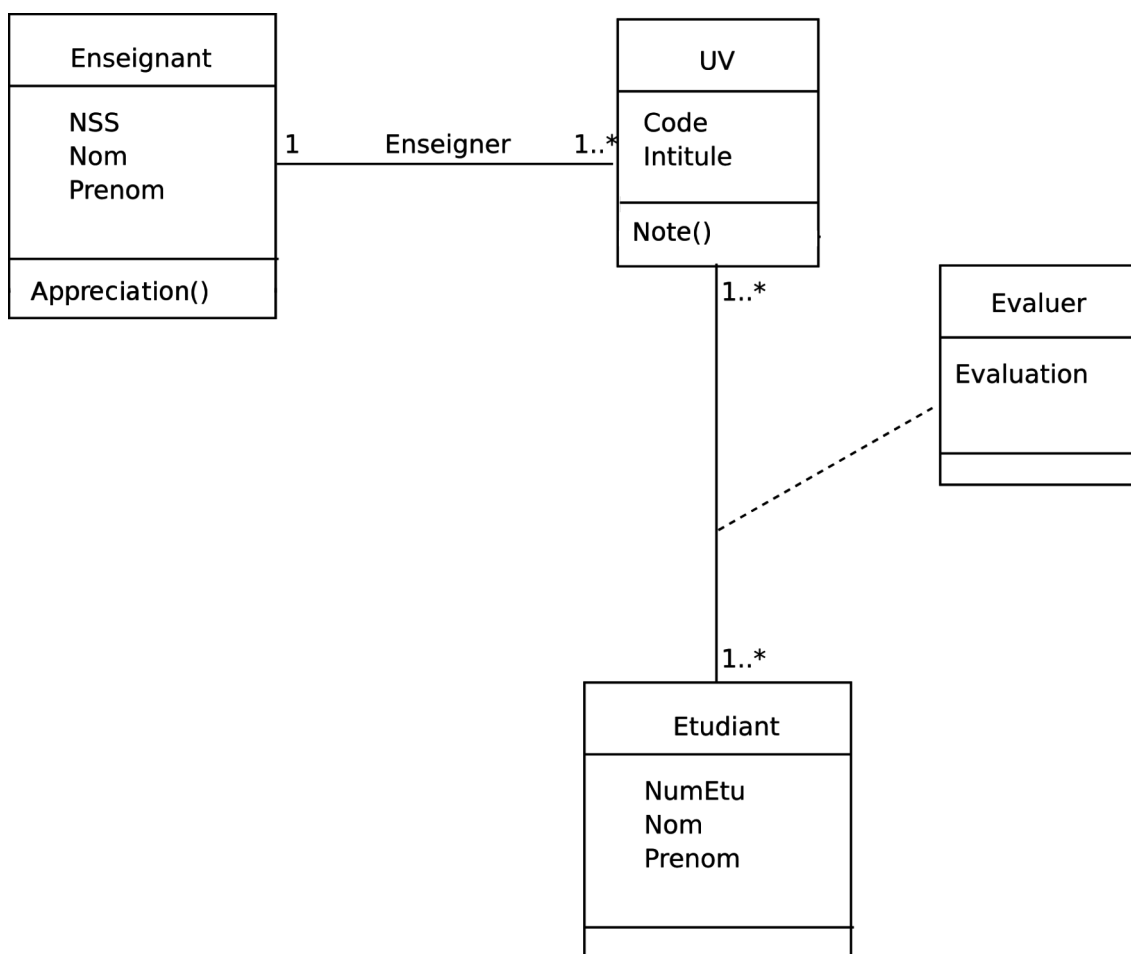 Enseignant
NSS
Nom
Prenom
Appreciation()
1
Enseigner
1..*
UV
Code
Intitule
Note()
1..*
Evaluer
Evaluation
1..*
Etudiant
NumEtu
Nom
Prenom